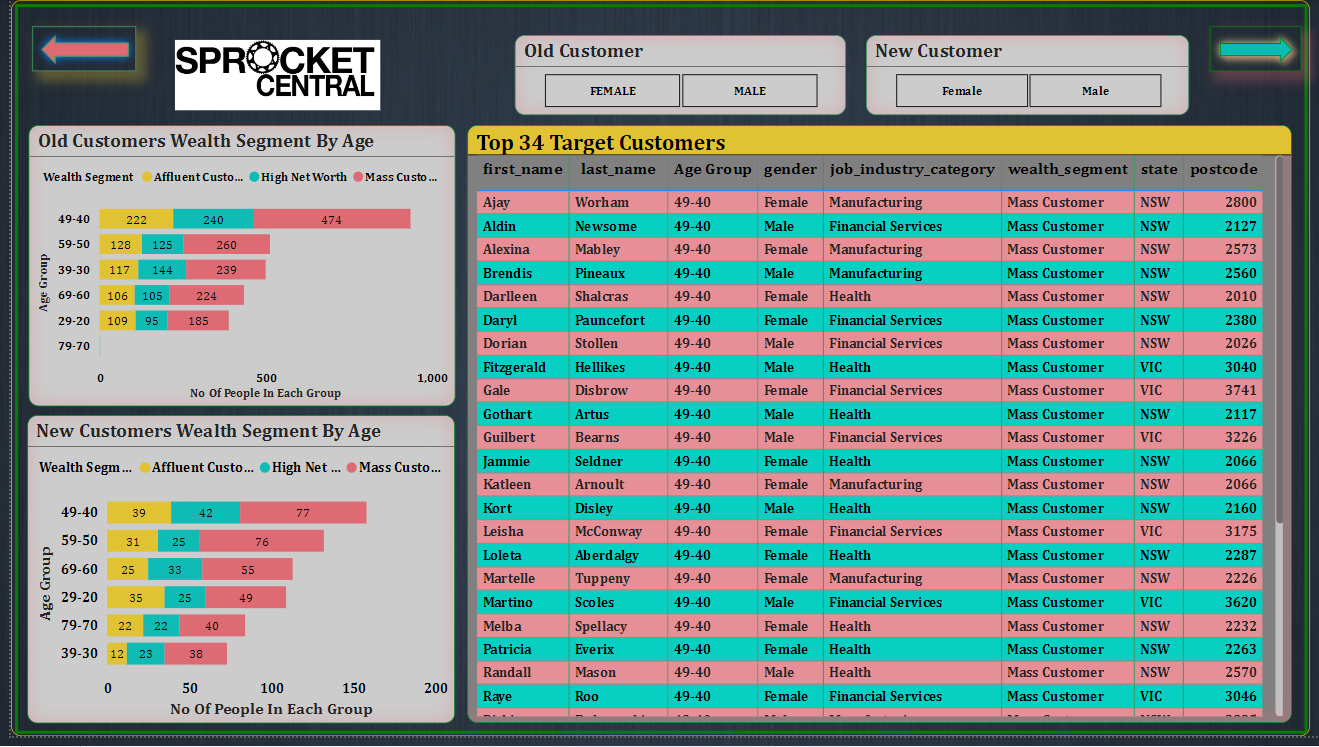 SPROCKET
CENTRAL
Old Customer
FEMALE MALE
New Customer
Female Male
Old Customers Wealth Segment By Age
Wealth Segment Affluent Custo... High Net Worth Mass Custo...
Age Group
49-40 222 240 474
59-50 128 125 260
39-30 117 144 239
69-60 106 105 224
29-20 109 95 185
79-70
0 500 1,000
No Of People In Each Group
New Customers Wealth Segment By Age
Wealth Segm... Affluent Custo... High Net ... Mass Custo...
Age Group
49-40 39 42 77
59-50 31 25 76
69-60 25 33 55
29-20 35 25 49
79-70 22 22 40
39-30 12 23 38
0 50 100 150 200
No Of People In Each Group
Top 34 Target Customers
first_name last_name Age Group gender job_industry_category wealth_segment state postcode
Ajay Worham 49-40 Female Manufacturing Mass Customer NSW 2800
Aldin Newsome 49-40 Male Financial Services Mass Customer NSW 2127
Alexina Mabley 49-40 Female Manufacturing Mass Customer NSW 2573
Brendis Pineaux 49-40 Male Manufacturing Mass Customer NSW 2560
Darlleen Shalcras 49-40 Female Health Mass Customer NSW 2010
Daryl Pauncefort 49-40 Female Financial Services Mass Customer NSW 2380
Dorian Stollen 49-40 Male Financial Services Mass Customer NSW 2026
Fitzgerald Hellikes 49-40 Male Health Mass Customer VIC 3040
Gale Disbrow 49-40 Female Financial Services Mass Customer VIC 3741
Gothart Artus 49-40 Male Health Mass Customer NSW 2117
Guilbert Bearns 49-40 Male Financial Services Mass Customer VIC 3226
Jammie Seldner 49-40 Female Health Mass Customer NSW 2066
Katleen Arnoult 49-40 Female Manufacturing Mass Customer NSW 2066
Kort Disley 49-40 Male Health Mass Customer NSW 2160
Leisha McConway 49-40 Female Financial Services Mass Customer VIC 3175
Loleta Aberdalgy 49-40 Female Health Mass Customer NSW 2287
Martelle Tuppeny 49-40 Female Manufacturing Mass Customer NSW 2226
Martino Scoles 49-40 Male Financial Services Mass Customer VIC 3620
Melba Spellacy 49-40 Female Health Mass Customer NSW 2232
Patricia Everix 49-40 Female Health Mass Customer NSW 2263
Randall Mason 49-40 Male Health Mass Customer NSW 2570
Raye Roo 49-40 Female Financial Services Mass Customer VIC 3046